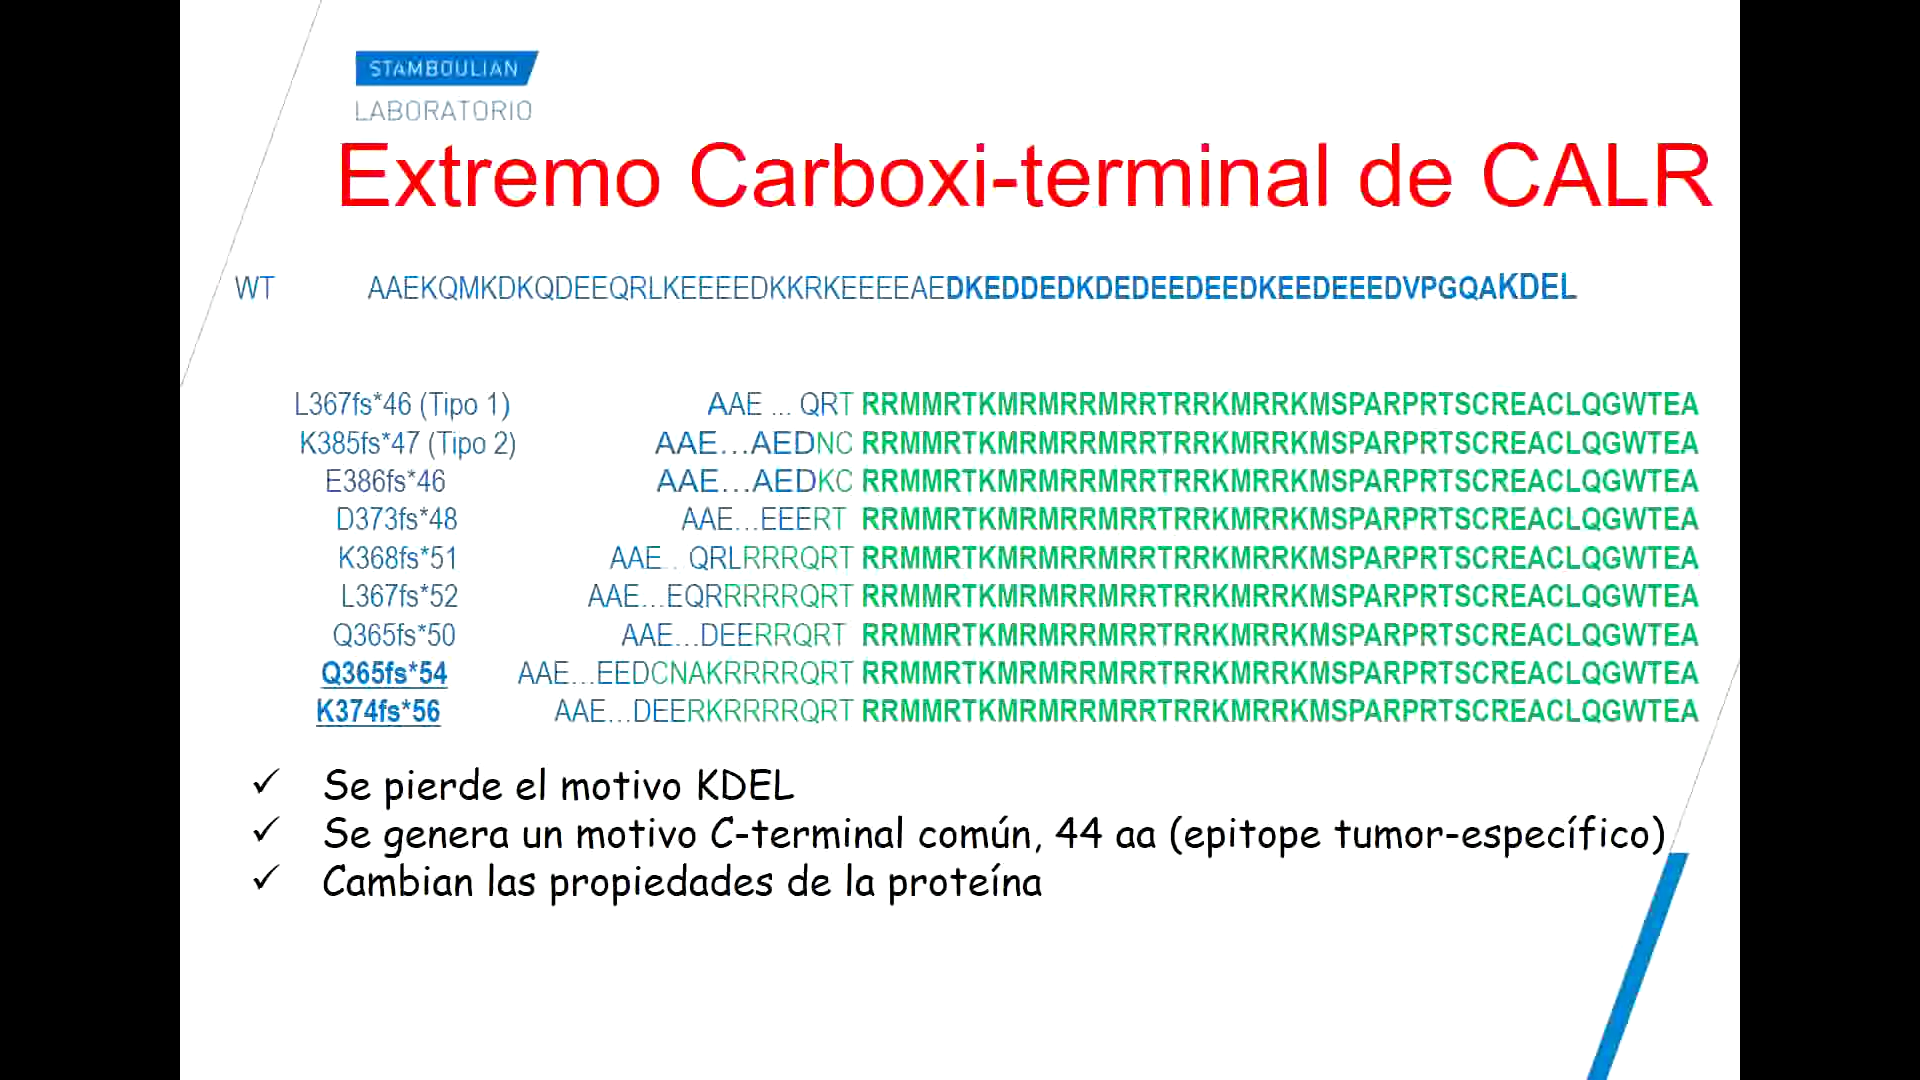 STAMBOULIAN
LABORATORIO
Extremo Carboxi-terminal de CALR
WT AAEKQMKDKQDEEQRLKEEEEDKKRKEEEEAEDKEDDEDKDEDEEDEEDKEEDEEEDVPGQAKDEL
L367fs*46 (Tipo 1) AAE ... QRT RRMMRTKMRMRRMRRTRRKMRRKMSPARPRTSCREACLQGWTEA
K385fs*47 (Tipo 2) AAE...AEDNC RRMMRTKMRMRRMRRTRRKMRRKMSPARPRTSCREACLQGWTEA
E386fs*46 AAE...AEDKC RRMMRTKMRMRRMRRTRRKMRRKMSPARPRTSCREACLQGWTEA
D373fs*48 AAE...EEERT RRMMRTKMRMRRMRRTRRKMRRKMSPARPRTSCREACLQGWTEA
K368fs*51 AAE...QRLRRRQRT RRMMRTKMRMRRMRRTRRKMRRKMSPARPRTSCREACLQGWTEA
L367fs*52 AAE...EQRRRRRQRT RRMMRTKMRMRRMRRTRRKMRRKMSPARPRTSCREACLQGWTEA
Q365fs*50 AAE...DEERRQRT RRMMRTKMRMRRMRRTRRKMRRKMSPARPRTSCREACLQGWTEA
Q365fs*54 AAE...EEDCNAKRRRRQRT RRMMRTKMRMRRMRRTRRKMRRKMSPARPRTSCREACLQGWTEA
K374fs*56 AAE...DEERKRRRRQRT RRMMRTKMRMRRMRRTRRKMRRKMSPARPRTSCREACLQGWTEA
✓ Se pierde el motivo KDEL
✓ Se genera un motivo C-terminal común, 44 aa (epitope tumor-específico)
✓ Cambian las propiedades de la proteína